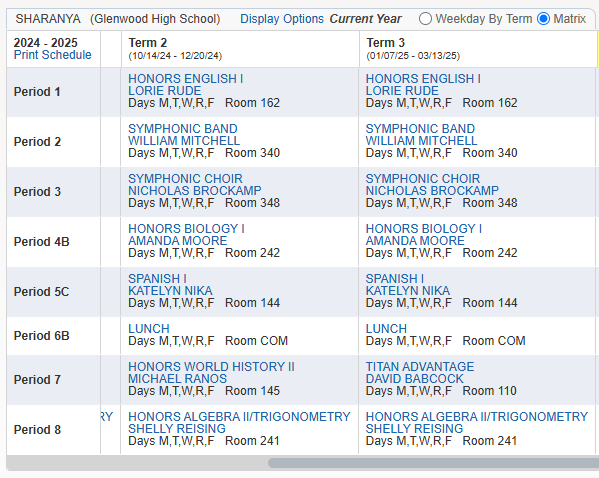 SHARANYA (Glenwood High School) Display Options Current Year Weekday By Term Matrix
2024 - 2025 Term 2 Term 3
Print Schedule (10/14/24 - 12/20/24) (01/07/25 - 03/13/25)
HONORS ENGLISH I HONORS ENGLISH I
Period 1 LORIE RUDE LORIE RUDE
Days M,T,W,R,F Room 162 Days M,T,W,R,F Room 162
SYMPHONIC BAND SYMPHONIC BAND
Period 2 WILLIAM MITCHELL WILLIAM MITCHELL
Days M,T,W,R,F Room 340 Days M,T,W,R,F Room 340
SYMPHONIC CHOIR SYMPHONIC CHOIR
Period 3 NICHOLAS BROCKAMP NICHOLAS BROCKAMP
Days M,T,W,R,F Room 348 Days M,T,W,R,F Room 348
HONORS BIOLOGY I HONORS BIOLOGY I
Period 4B AMANDA MOORE AMANDA MOORE
Days M,T,W,R,F Room 242 Days M,T,W,R,F Room 242
SPANISH I SPANISH I
Period 5C KATELYN NIKA KATELYN NIKA
Days M,T,W,R,F Room 144 Days M,T,W,R,F Room 144
LUNCH LUNCH
Period 6B Days M,T,W,R,F Room COM Days M,T,W,R,F Room COM
HONORS WORLD HISTORY II TITAN ADVANTAGE
Period 7 MICHAEL RANOS DAVID BABCOCK
Days M,T,W,R,F Room 145 Days M,T,W,R,F Room 110
RY HONORS ALGEBRA II/TRIGONOMETRY HONORS ALGEBRA II/TRIGONOMETRY
Period 8 SHELLY REISING SHELLY REISING
Days M,T,W,R,F Room 241 Days M,T,W,R,F Room 241